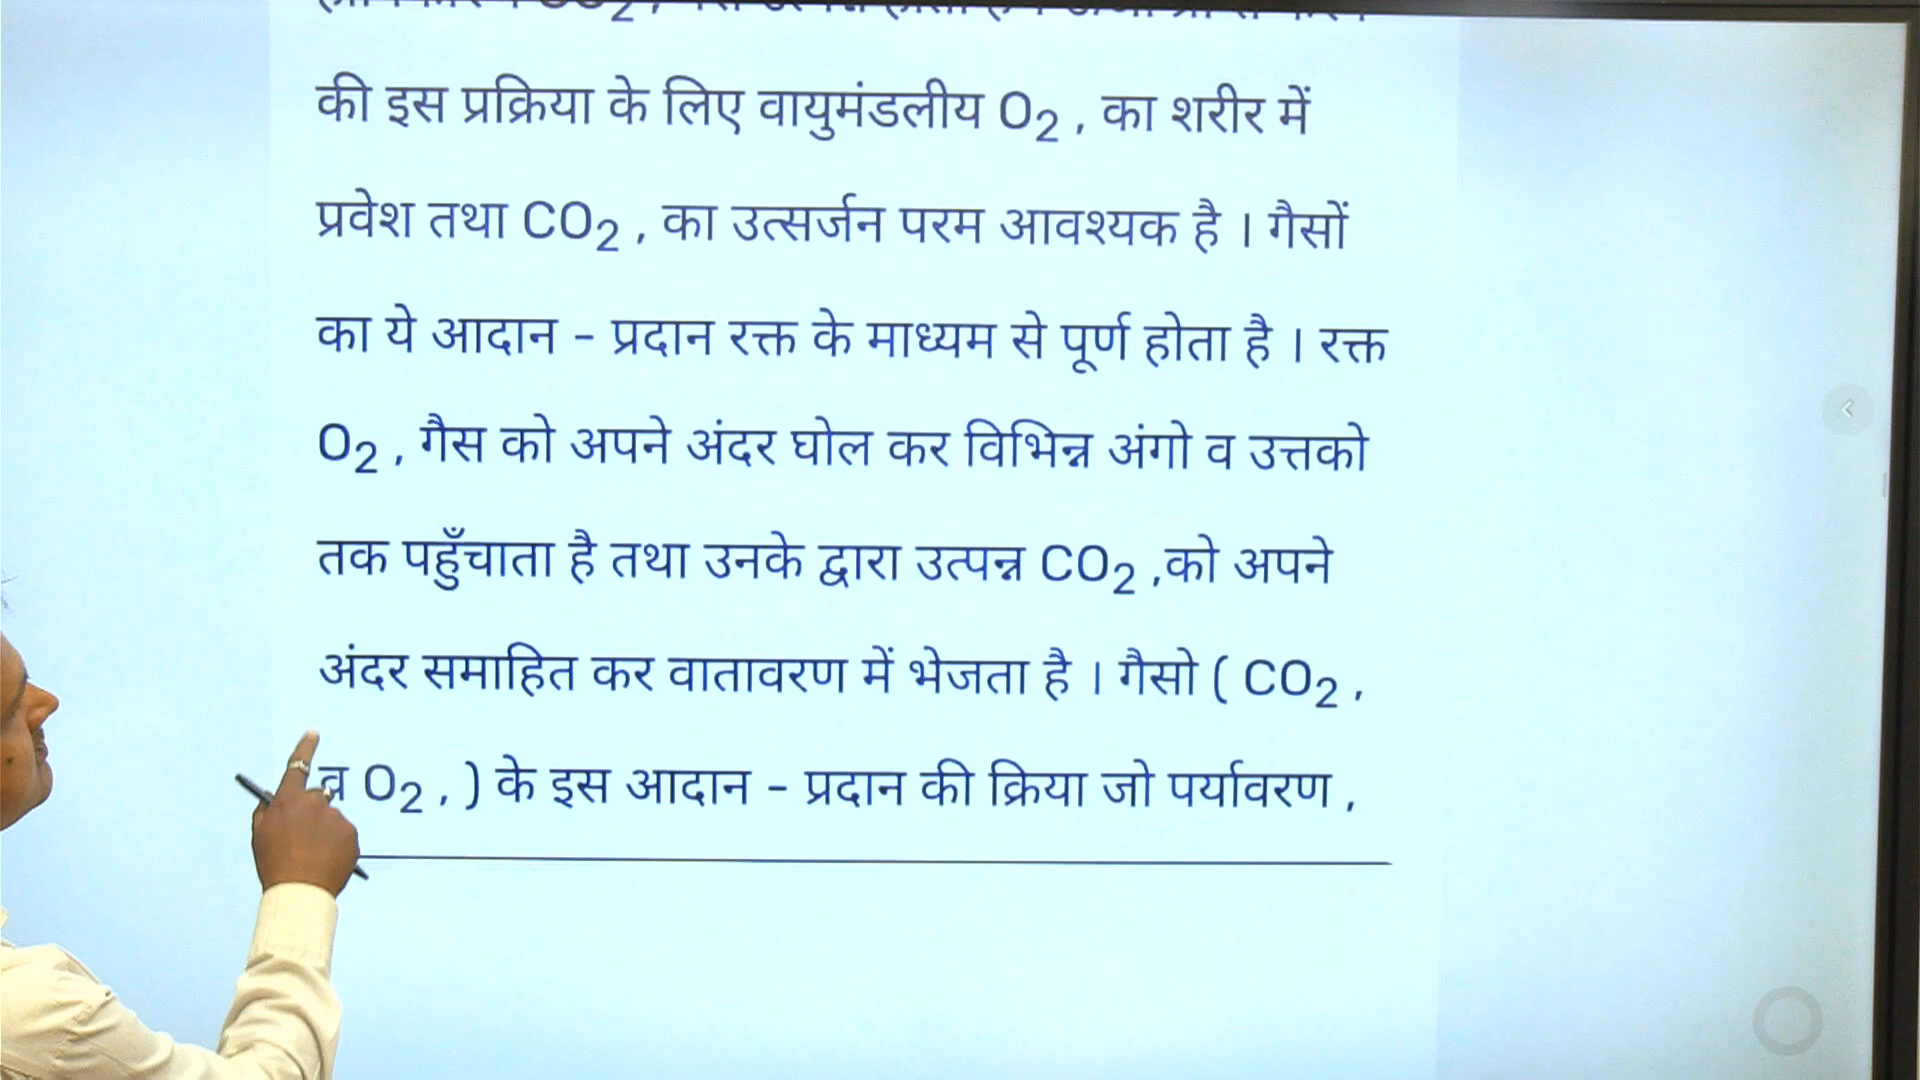 की इस प्रक्रिया के लिए वायुमंडलीय O₂ , का शरीर में
प्रवेश तथा CO₂ , का उत्सर्जन परम आवश्यक है । गैसों
का ये आदान - प्रदान रक्त के माध्यम से पूर्ण होता है । रक्त
O₂ , गैस को अपने अंदर घोल कर विभिन्न अंगो व उत्तको
तक पहुँचाता है तथा उनके द्वारा उत्पन्न CO₂ ,को अपने
अंदर समाहित कर वातावरण में भेजता है । गैसो ( CO₂ ,
व O₂ , ) के इस आदान - प्रदान की क्रिया जो पर्यावरण ,